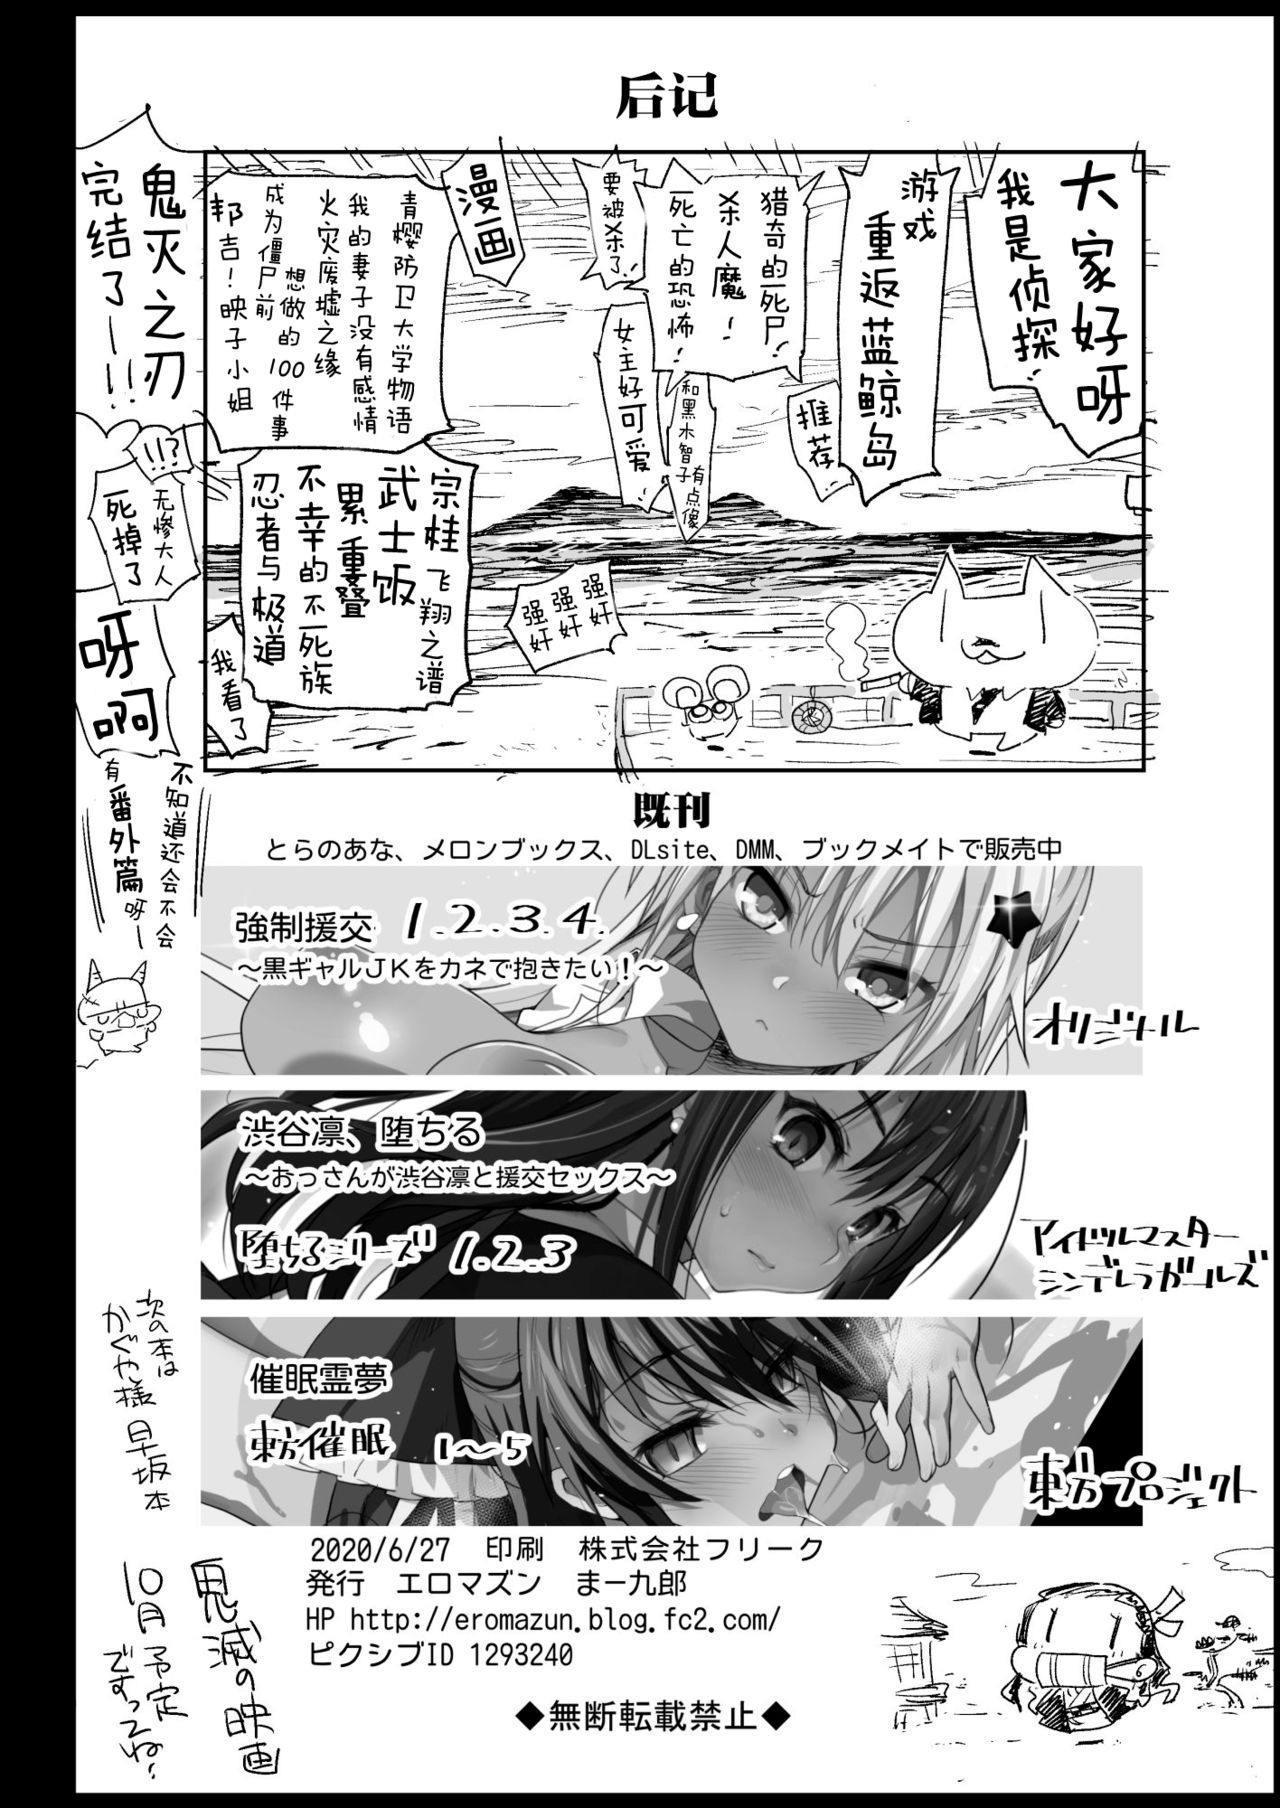 后记
大家好呀
我是侦探
游戏
重返蓝鲸岛
推荐
猎奇的死尸
杀人魔！
死亡的恐怖！
和黑木智子有点像
要被杀了
女主好可爱
漫画
青樱防卫大学物语
我的妻子没有感情
火灾废墟之缘
想做的100件事
成为僵尸前
邦吉！映子小姐
宗娃飞翔之谱
武士饭
累重叠
不幸的不死族
忍者与极道
我看了
强奸
强奸
强奸
鬼灭之刃
完结了—!!
!!?
无惨大人
死掉了
呀啊
不知道还会不会
有番外篇呀—
既刊
とらのあな、メロンブックス、DLsite、DMM、ブックメイトで販売中
強制援交 1.2.3.4.
～黒ギャルＪＫをカネで抱きたい！～
オリジナル
渋谷凛、堕ちる
～おっさんが渋谷凛と援交セックス～
堕ちるシリーズ 1.2.3
アイドルマスター
シンデレラガールズ
催眠霊夢
東方催眠 1～5
東方プロジェクト
次の本は
かぐや様 早坂本
鬼滅の映画
10月予定
ですってね
2020/6/27 印刷 株式会社フリーク
発行 エロマズン まー九郎
HP http://eromazun.blog.fc2.com/
ピクシブID 1293240
◆無断転載禁止◆